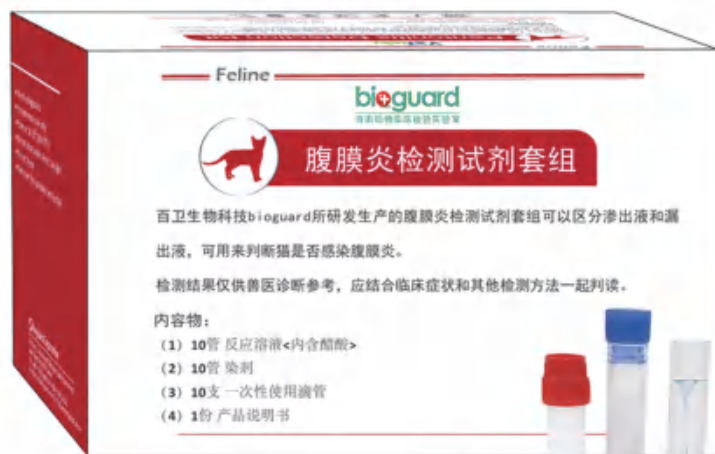 Feline
bioguard
腹膜炎检测试剂套组
百卫生物科技bioguard所研发生产的腹膜炎检测试剂套组可以区分渗出液和漏
出液，可用来判断猫是否感染腹膜炎。
检测结果仅供兽医诊断参考，应结合临床症状和其他检测方法一起判读。
内容物：
（1）10管 反应溶液<内含醋酸>
（2）10管 染剂
（3）10支 一次性使用滴管
（4）1份 产品说明书